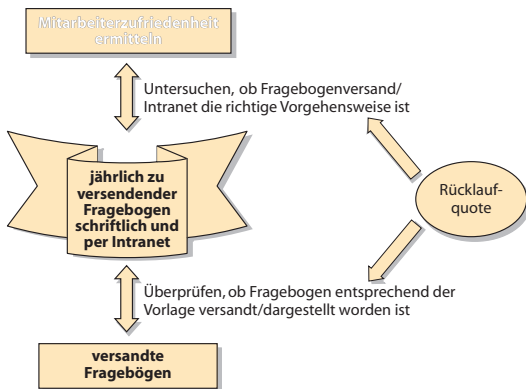 Mitarbeiterzufriedenheit
ermitteln
Untersuchen, ob Fragebogenversand/
Intranet die richtige Vorgehensweise ist
jährlich zu
versendender
Fragebogen
schriftlich und
per Intranet
Rücklauf-
quote
Überprüfen, ob Fragebogen entsprechend der
Vorlage versandt/dargestellt worden ist
versandte
Fragebögen